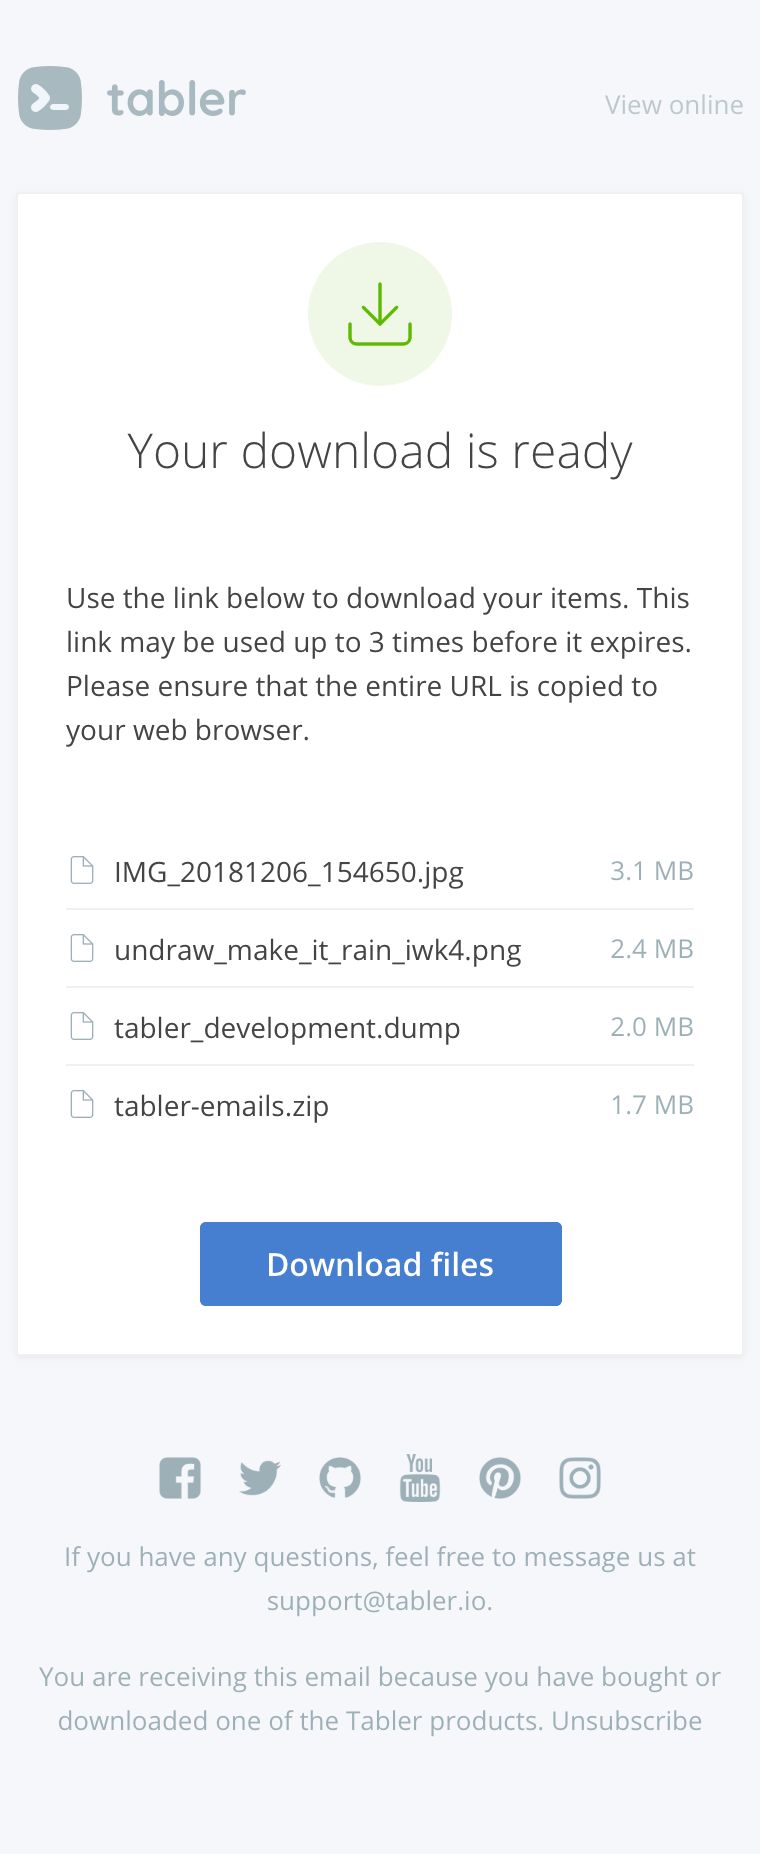 tabler
View online
Your download is ready
Use the link below to download your items. This
link may be used up to 3 times before it expires.
Please ensure that the entire URL is copied to
your web browser.
IMG_20181206_154650.jpg 3.1 MB
undraw_make_it_rain_iwk4.png 2.4 MB
tabler_development.dump 2.0 MB
tabler-emails.zip 1.7 MB
Download files
You
Tube
If you have any questions, feel free to message us at
support@tabler.io.
You are receiving this email because you have bought or
downloaded one of the Tabler products. Unsubscribe